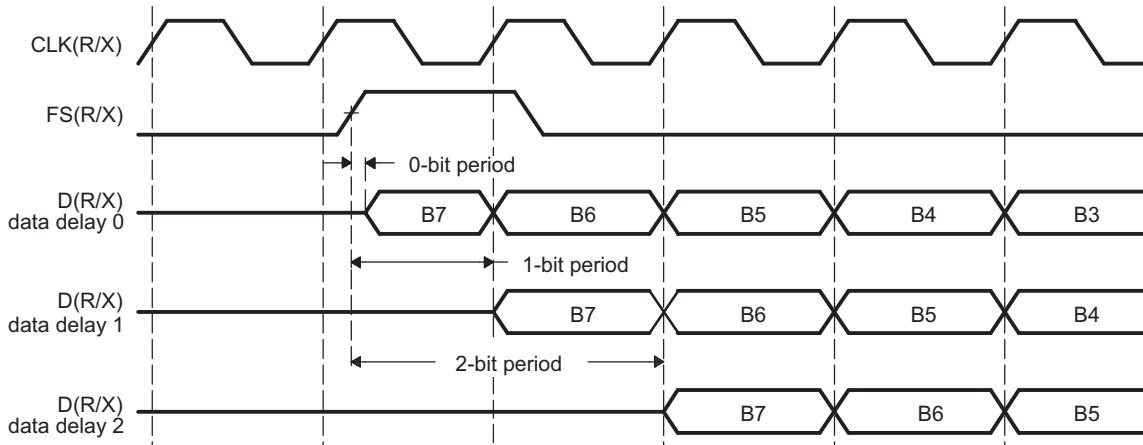 CLK(R/X)
FS(R/X)
0-bit period
D(R/X)
data delay 0
B7 B6 B5 B4 B3
1-bit period
D(R/X)
data delay 1
B7 B6 B5 B4
2-bit period
D(R/X)
data delay 2
B7 B6 B5